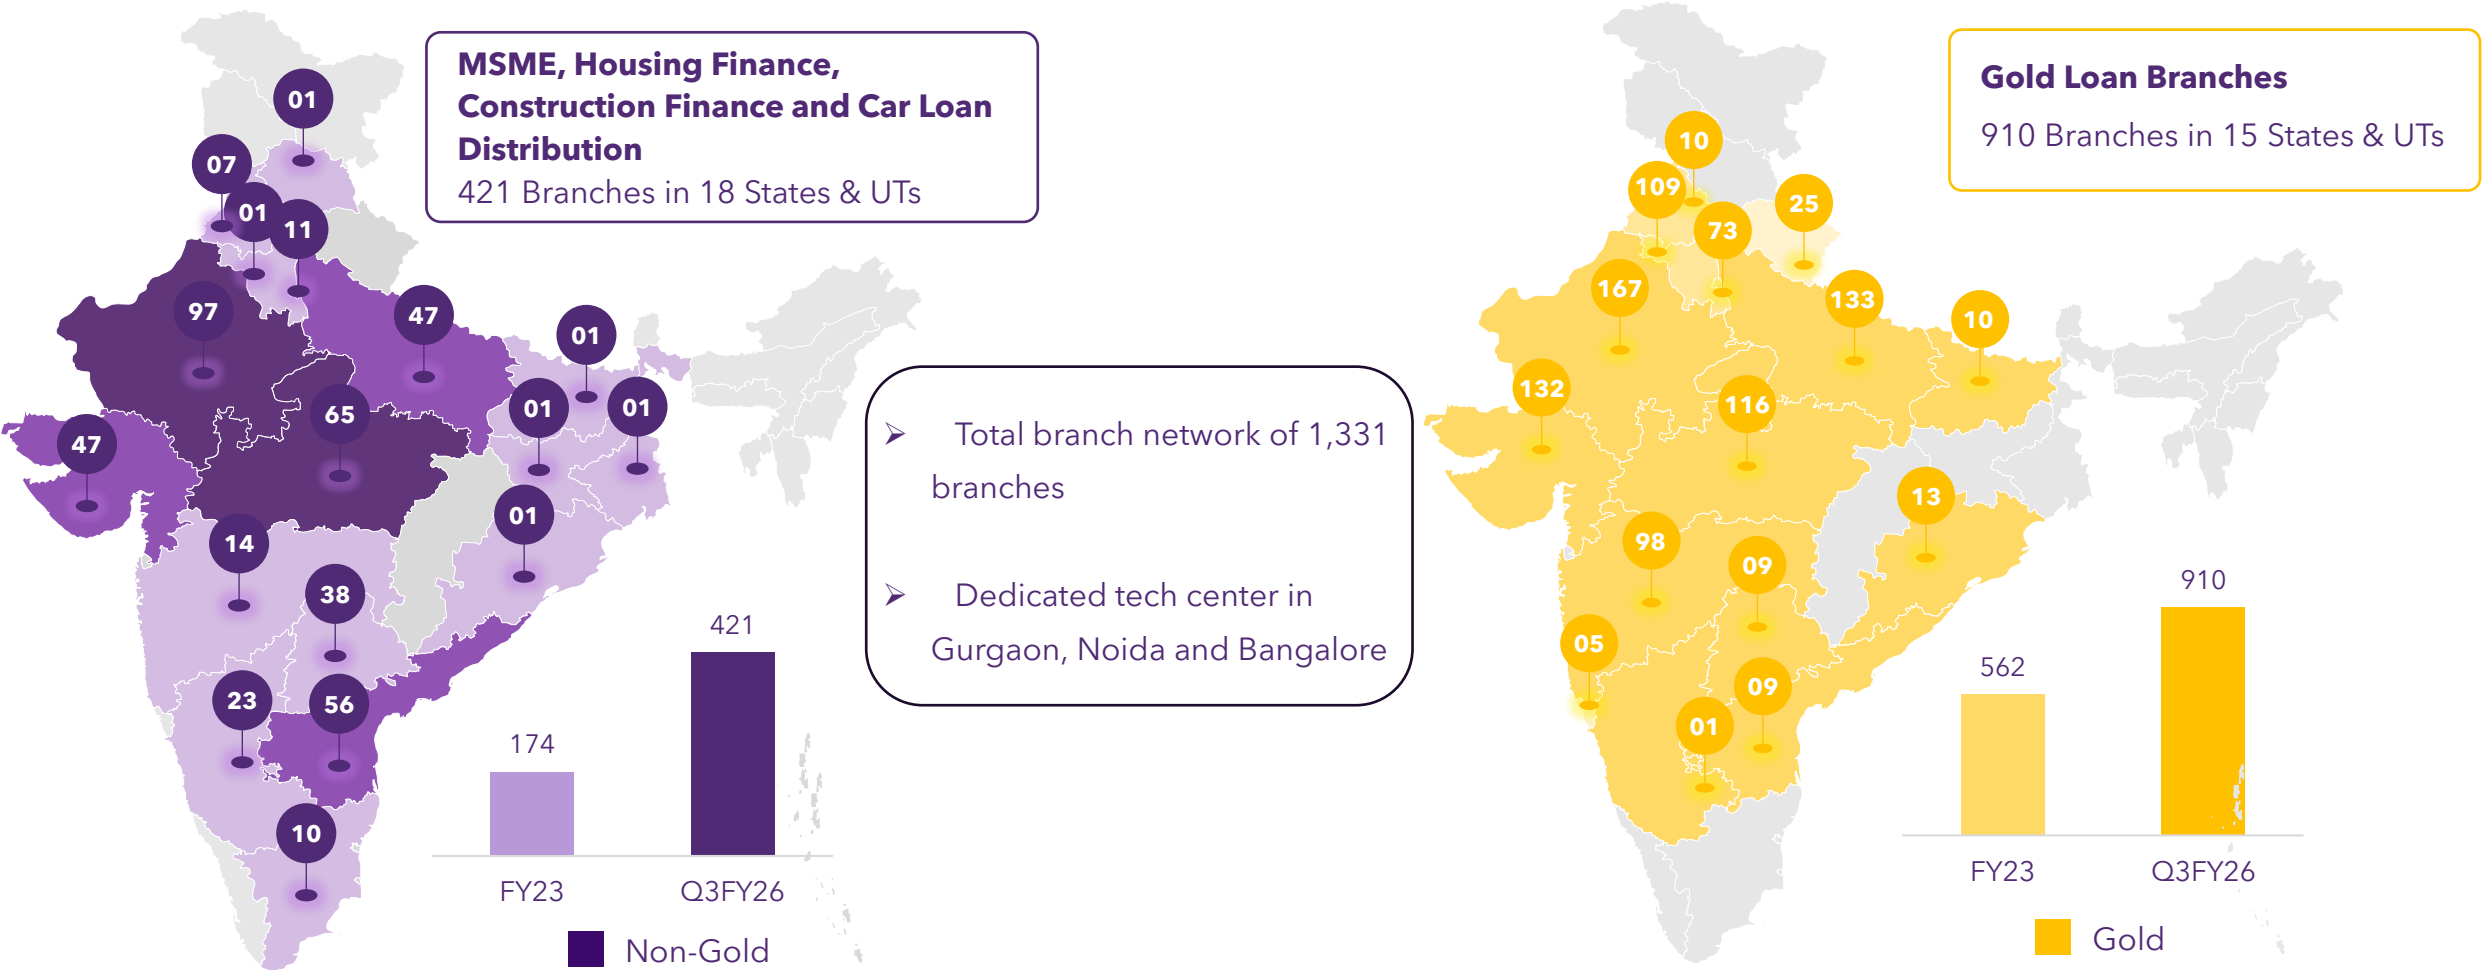 MSME, Housing Finance,
Construction Finance and Car Loan
Distribution
421 Branches in 18 States & UTs
01
07
01
11
97
47
01
65
01
01
47
01
14
38
23
56
10
174
421
FY23
Q3FY26
Non-Gold
➢ Total branch network of 1,331
branches
➢ Dedicated tech center in
Gurgaon, Noida and Bangalore
Gold Loan Branches
910 Branches in 15 States & UTs
10
109
25
73
167
133
10
132
116
13
98
09
05
09
01
562
910
FY23
Q3FY26
Gold